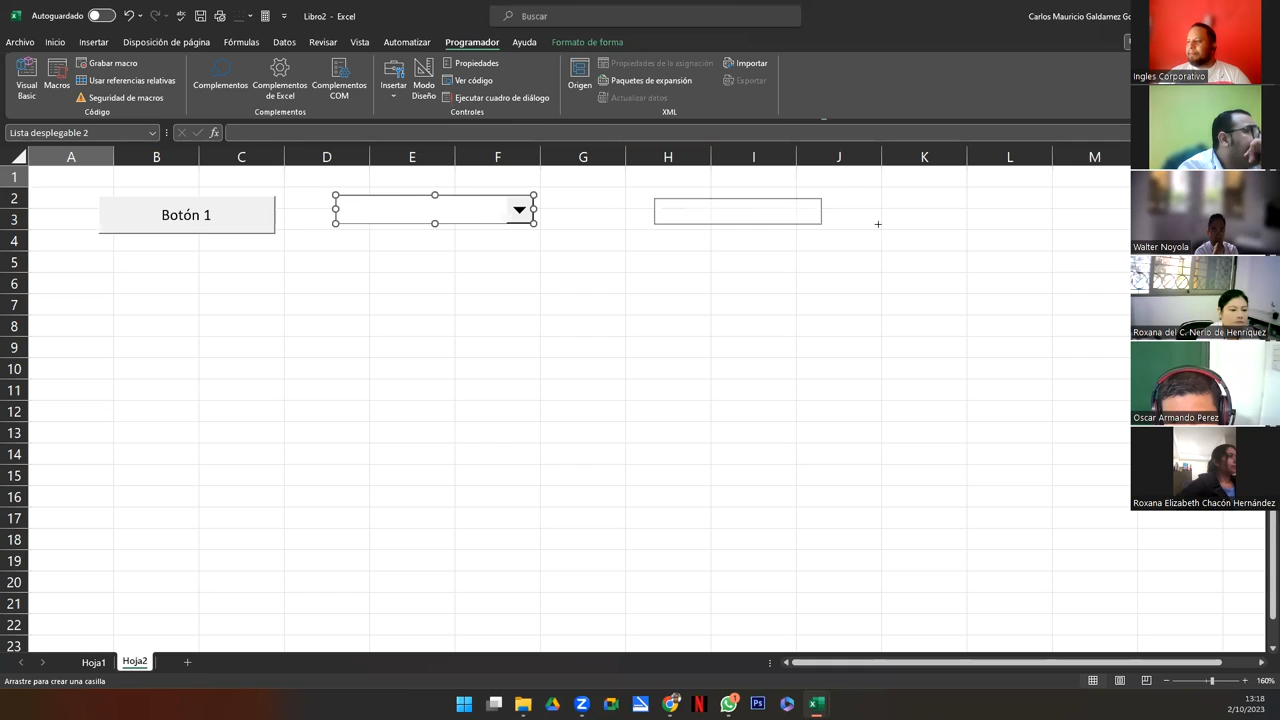 Autoguardado
Libro2 - Excel
Buscar
Carlos Mauricio Galdamez Go
Archivo Inicio Insertar Disposición de página Fórmulas Datos Revisar Vista Automatizar Programador Ayuda Formato de forma
Visual Basic
Macros
Grabar macro
Usar referencias relativas
Seguridad de macros
Código
Complementos
Complementos de Excel
Complementos COM
Complementos
Insertar
Modo Diseño
Propiedades
Ver código
Ejecutar cuadro de diálogo
Controles
Origen
Propiedades de la asignación
Paquetes de expansión
Actualizar datos
Importar
Exportar
XML
Lista desplegable 2
fx
A B C D E F G H I J K L M
1
2
3
4
5
6
7
8
9
10
11
12
13
14
15
16
17
18
19
20
21
22
23
Botón 1
Ingles Corporativo
Walter Noyola
Roxana del C. Nerio de Henríquez
Oscar Armando Perez
Roxana Elizabeth Chacón Hernández
Hoja1 Hoja2
Arrastre para crear una casilla
160%
13:18
2/10/2023